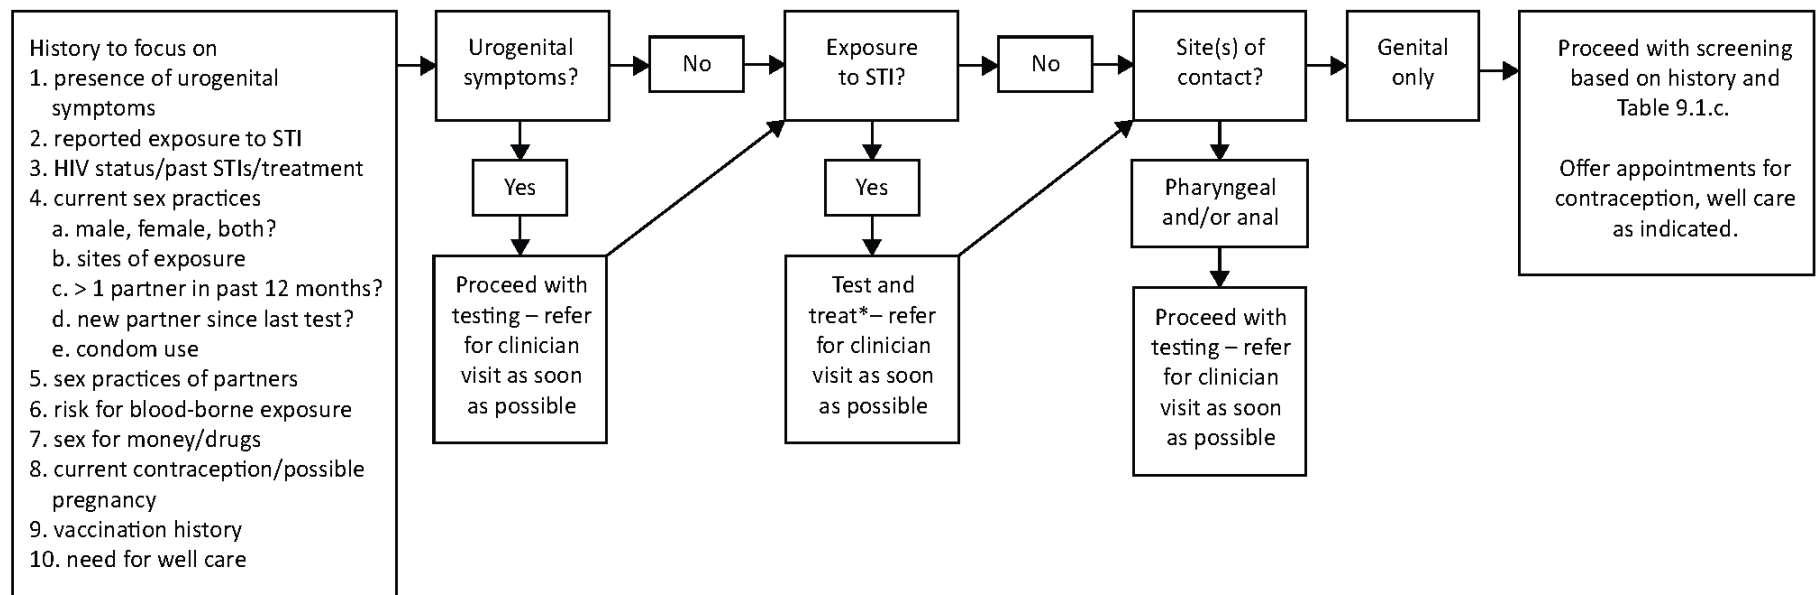 History to focus on
1. presence of urogenital
symptoms
2. reported exposure to STI
3. HIV status/past STIs/treatment
4. current sex practices
a. male, female, both?
b. sites of exposure
c. > 1 partner in past 12 months?
d. new partner since last test?
e. condom use
5. sex practices of partners
6. risk for blood-borne exposure
7. sex for money/drugs
8. current contraception/possible
pregnancy
9. vaccination history
10. need for well care
Urogenital
symptoms?
No
Yes
Proceed with
testing – refer
for clinician
visit as soon
as possible
Exposure
to STI?
No
Yes
Test and
treat*– refer
for clinician
visit as soon
as possible
Site(s) of
contact?
Pharyngeal
and/or anal
Proceed with
testing – refer
for clinician
visit as soon
as possible
Genital
only
Proceed with screening
based on history and
Table 9.1.c.
Offer appointments for
contraception, well care
as indicated.